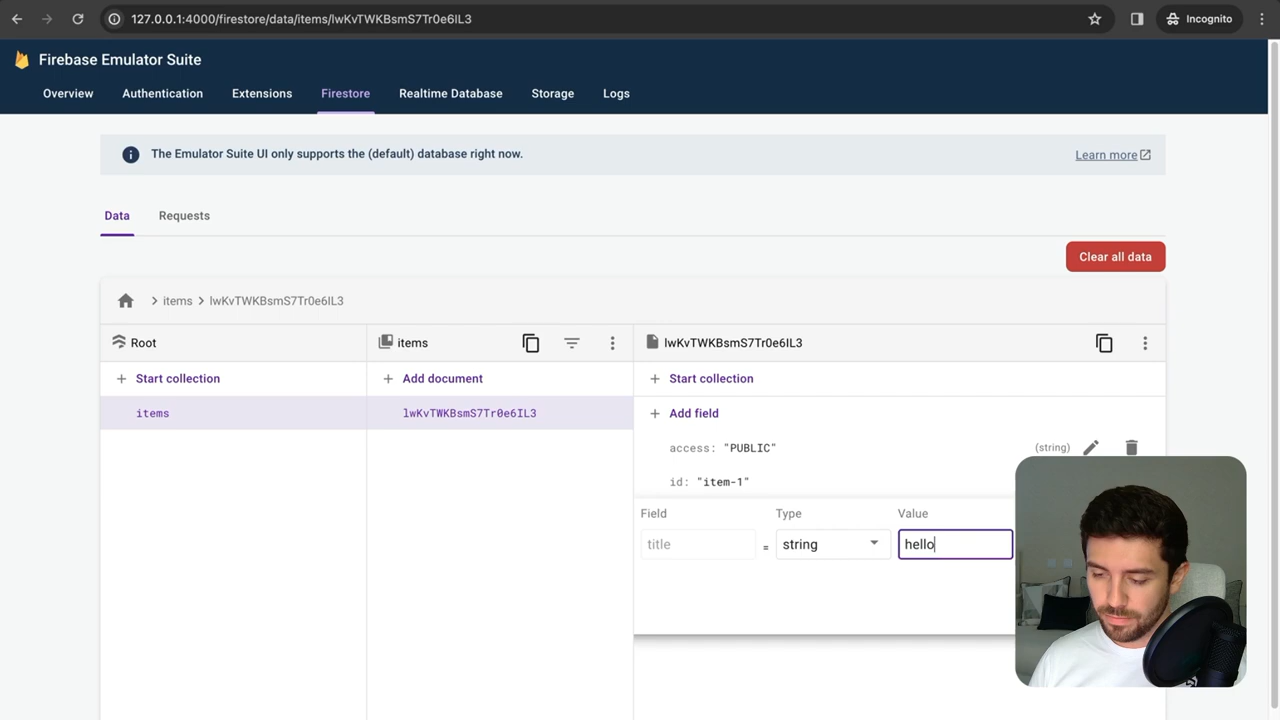 127.0.0.1:4000/firestore/data/items/lwKvTWKBsmS7Tr0e6IL3
Incognito
Firebase Emulator Suite
Overview Authentication Extensions Firestore Realtime Database Storage Logs
The Emulator Suite UI only supports the (default) database right now. Learn more
Data Requests
Clear all data
items lwKvTWKBsmS7Tr0e6IL3
Root items lwKvTWKBsmS7Tr0e6IL3
Start collection Add document Start collection
items lwKvTWKBsmS7Tr0e6IL3 Add field
access: "PUBLIC" (string)
id: "item-1"
Field Type Value
title = string hello